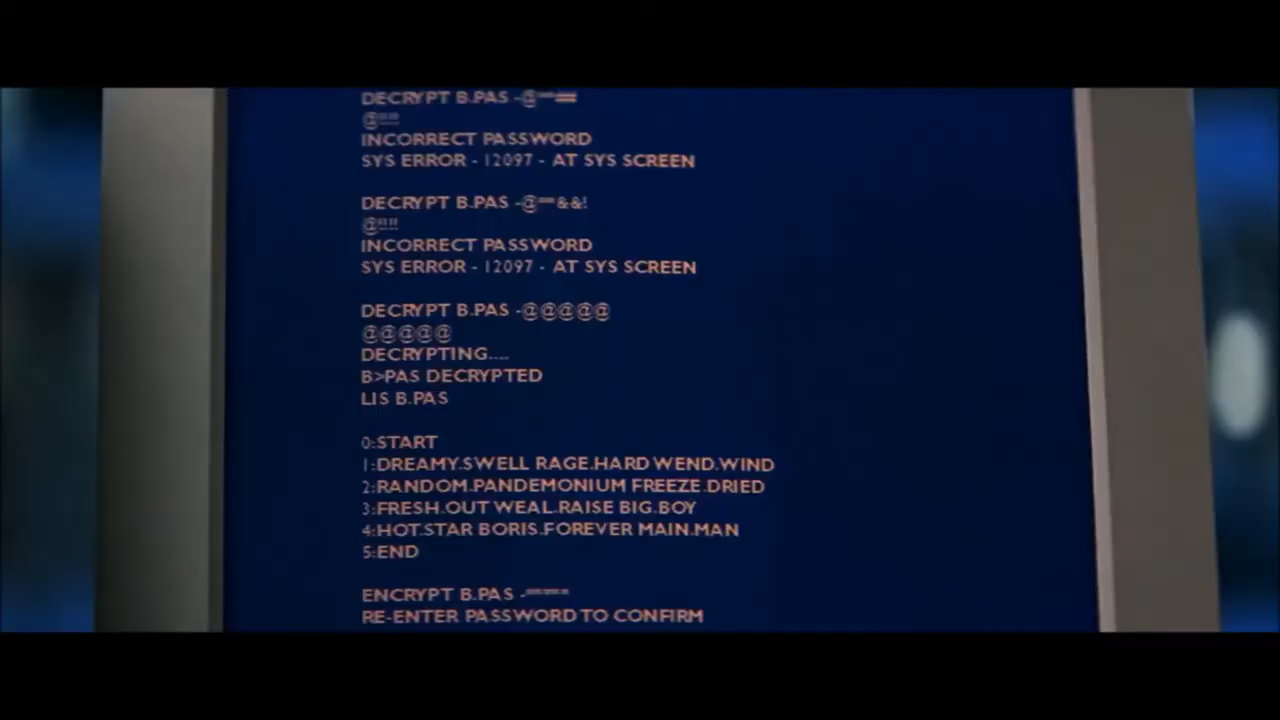 DECRYPT B.PAS -@
INCORRECT PASSWORD
SYS ERROR - 12097 - AT SYS SCREEN
DECRYPT B.PAS -@**&&!
@!!!
INCORRECT PASSWORD
SYS ERROR - 12097 - AT SYS SCREEN
DECRYPT B.PAS -@@@@@
@@@@@
DECRYPTING....
B>PAS DECRYPTED
LIS B.PAS
0:START
1:DREAMY.SWELL RAGE.HARD WEND.WIND
2:RANDOM.PANDEMONIUM FREEZE.DRIED
3:FRESH.OUT WEAL.RAISE BIG.BOY
4:HOT.STAR BORIS.FOREVER MAIN.MAN
5:END
ENCRYPT B.PAS -
RE-ENTER PASSWORD TO CONFIRM